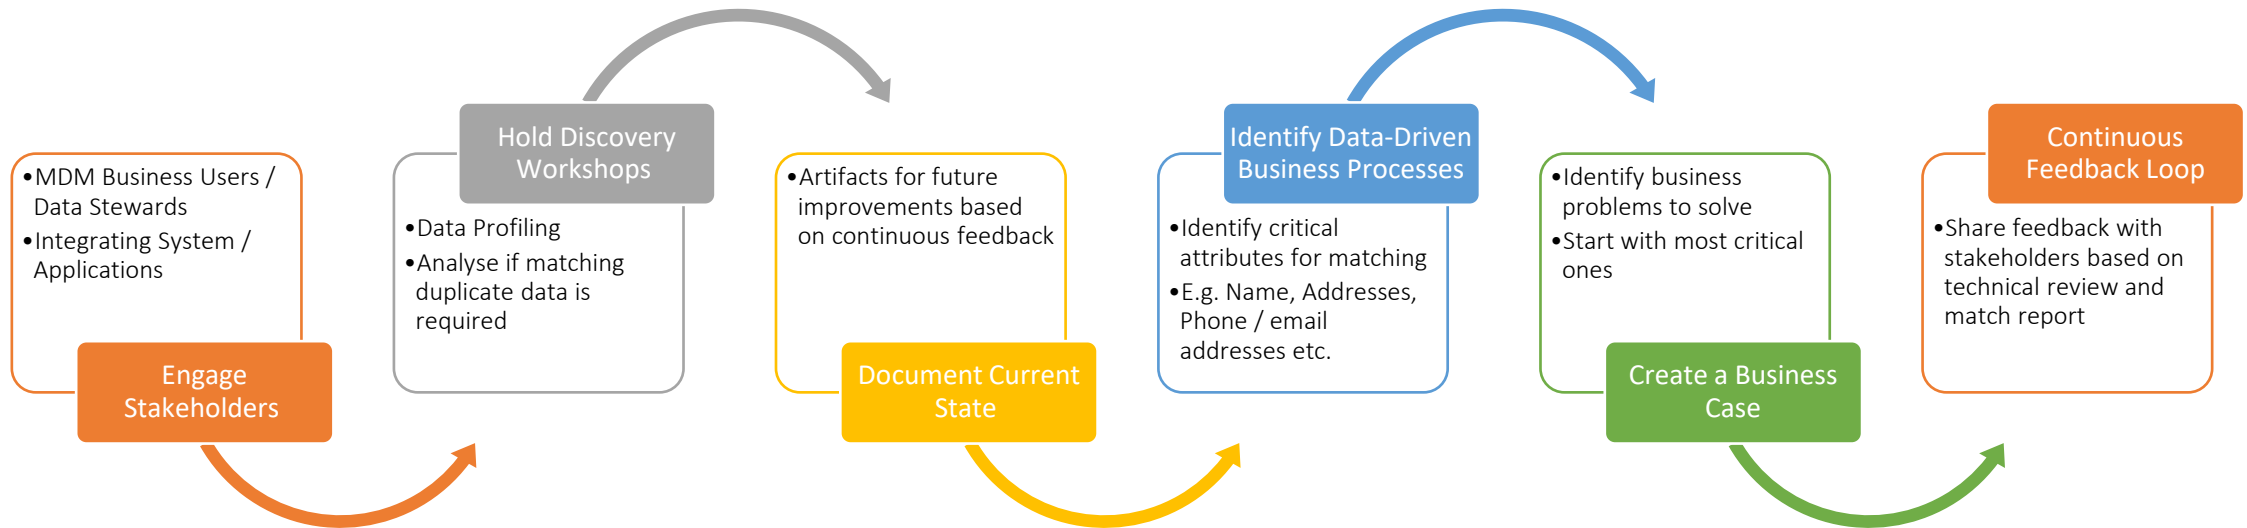 •MDM Business Users /
Data Stewards
•Integrating System /
Applications
Engage
Stakeholders
Hold Discovery
Workshops
•Data Profiling
•Analyse if matching
duplicate data is
required
•Artifacts for future
improvements based
on continuous feedback
Document Current
State
Identify Data-Driven
Business Processes
•Identify critical
attributes for matching
•E.g. Name, Addresses,
Phone / email
addresses etc.
•Identify business
problems to solve
•Start with most critical
ones
Create a Business
Case
Continuous
Feedback Loop
•Share feedback with
stakeholders based on
technical review and
match report